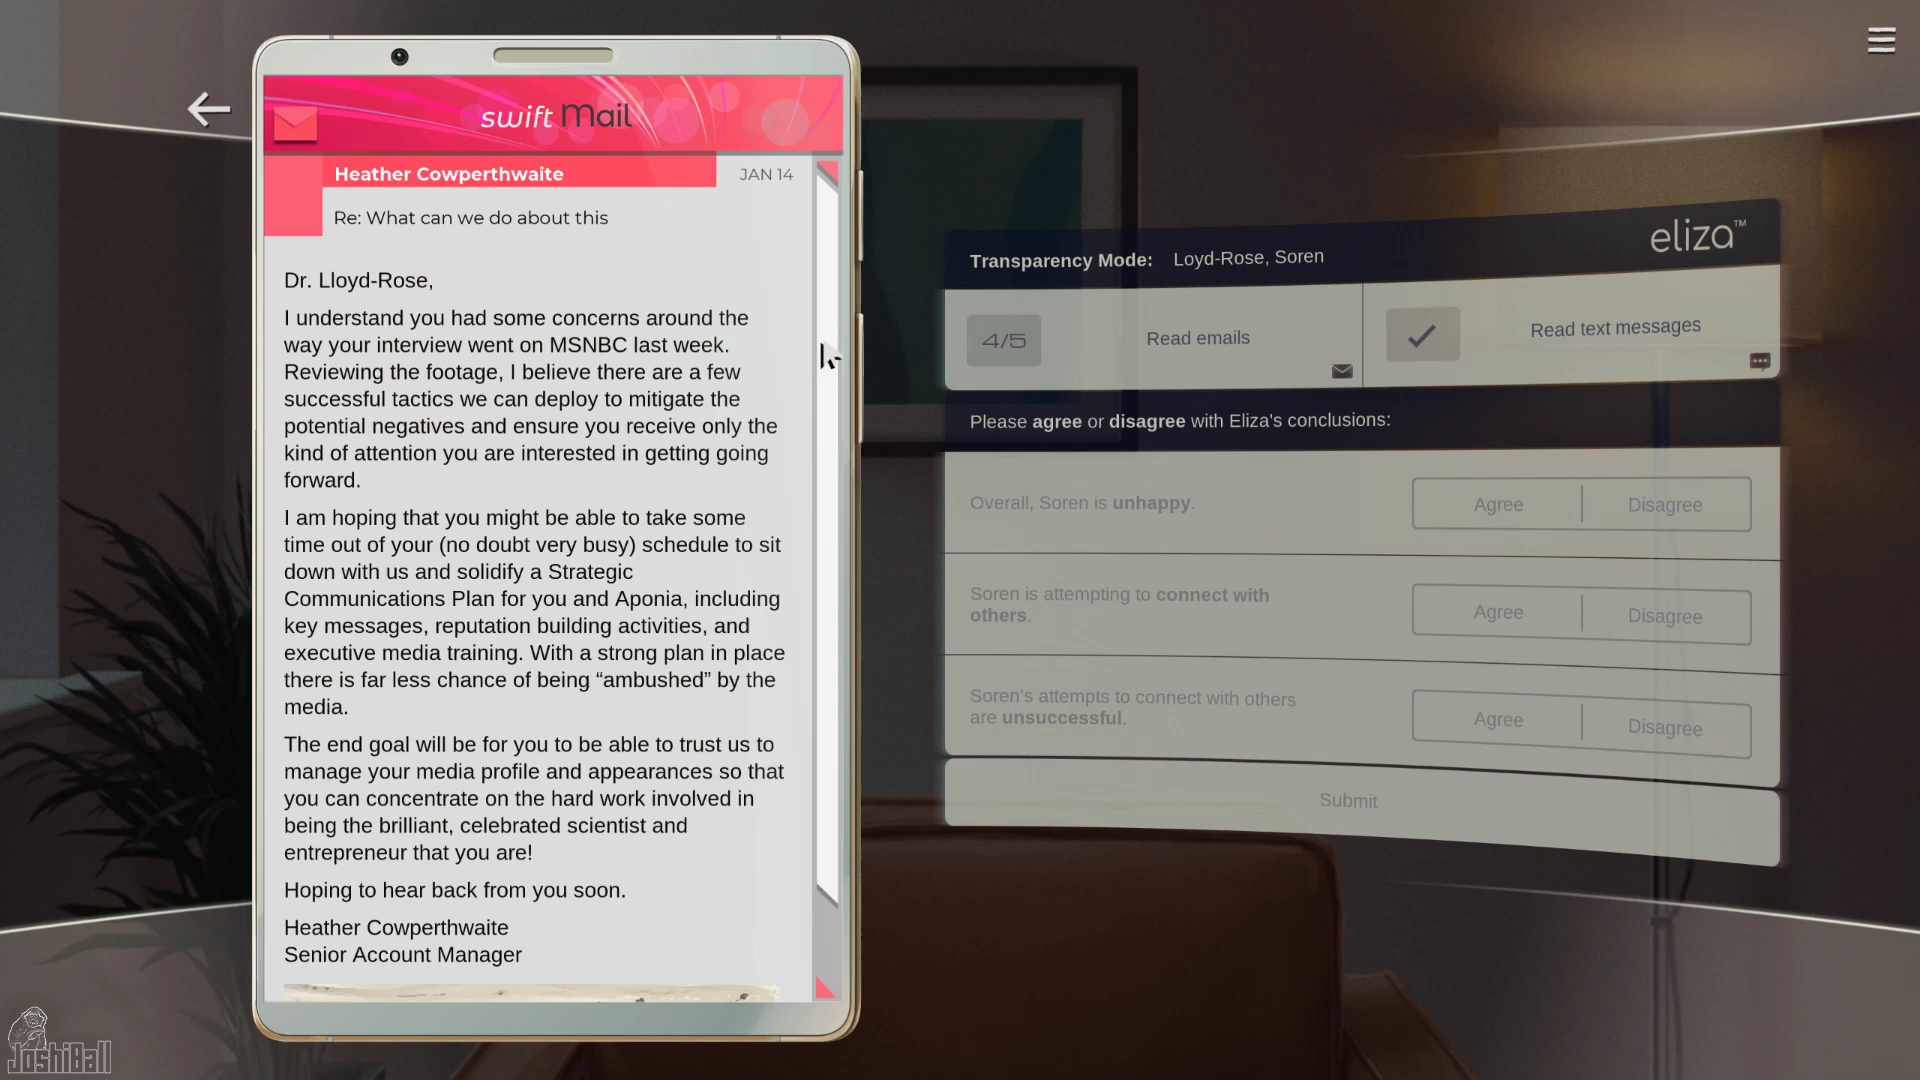 swift Mail
Heather Cowperthwaite
JAN 14
Re: What can we do about this
Dr. Lloyd-Rose,
I understand you had some concerns around the
way your interview went on MSNBC last week.
Reviewing the footage, I believe there are a few
successful tactics we can deploy to mitigate the
potential negatives and ensure you receive only the
kind of attention you are interested in getting going
forward.
I am hoping that you might be able to take some
time out of your (no doubt very busy) schedule to sit
down with us and solidify a Strategic
Communications Plan for you and Aponia, including
key messages, reputation building activities, and
executive media training. With a strong plan in place
there is far less chance of being “ambushed” by the
media.
The end goal will be for you to be able to trust us to
manage your media profile and appearances so that
you can concentrate on the hard work involved in
being the brilliant, celebrated scientist and
entrepreneur that you are!
Hoping to hear back from you soon.
Heather Cowperthwaite
Senior Account Manager
eliza™
Transparency Mode: Loyd-Rose, Soren
4/5 Read emails
Read text messages
Please agree or disagree with Eliza's conclusions:
Overall, Soren is unhappy.
Agree Disagree
Soren is attempting to connect with
others.
Agree Disagree
Soren's attempts to connect with others
are unsuccessful.
Agree Disagree
Submit
JoshiBall